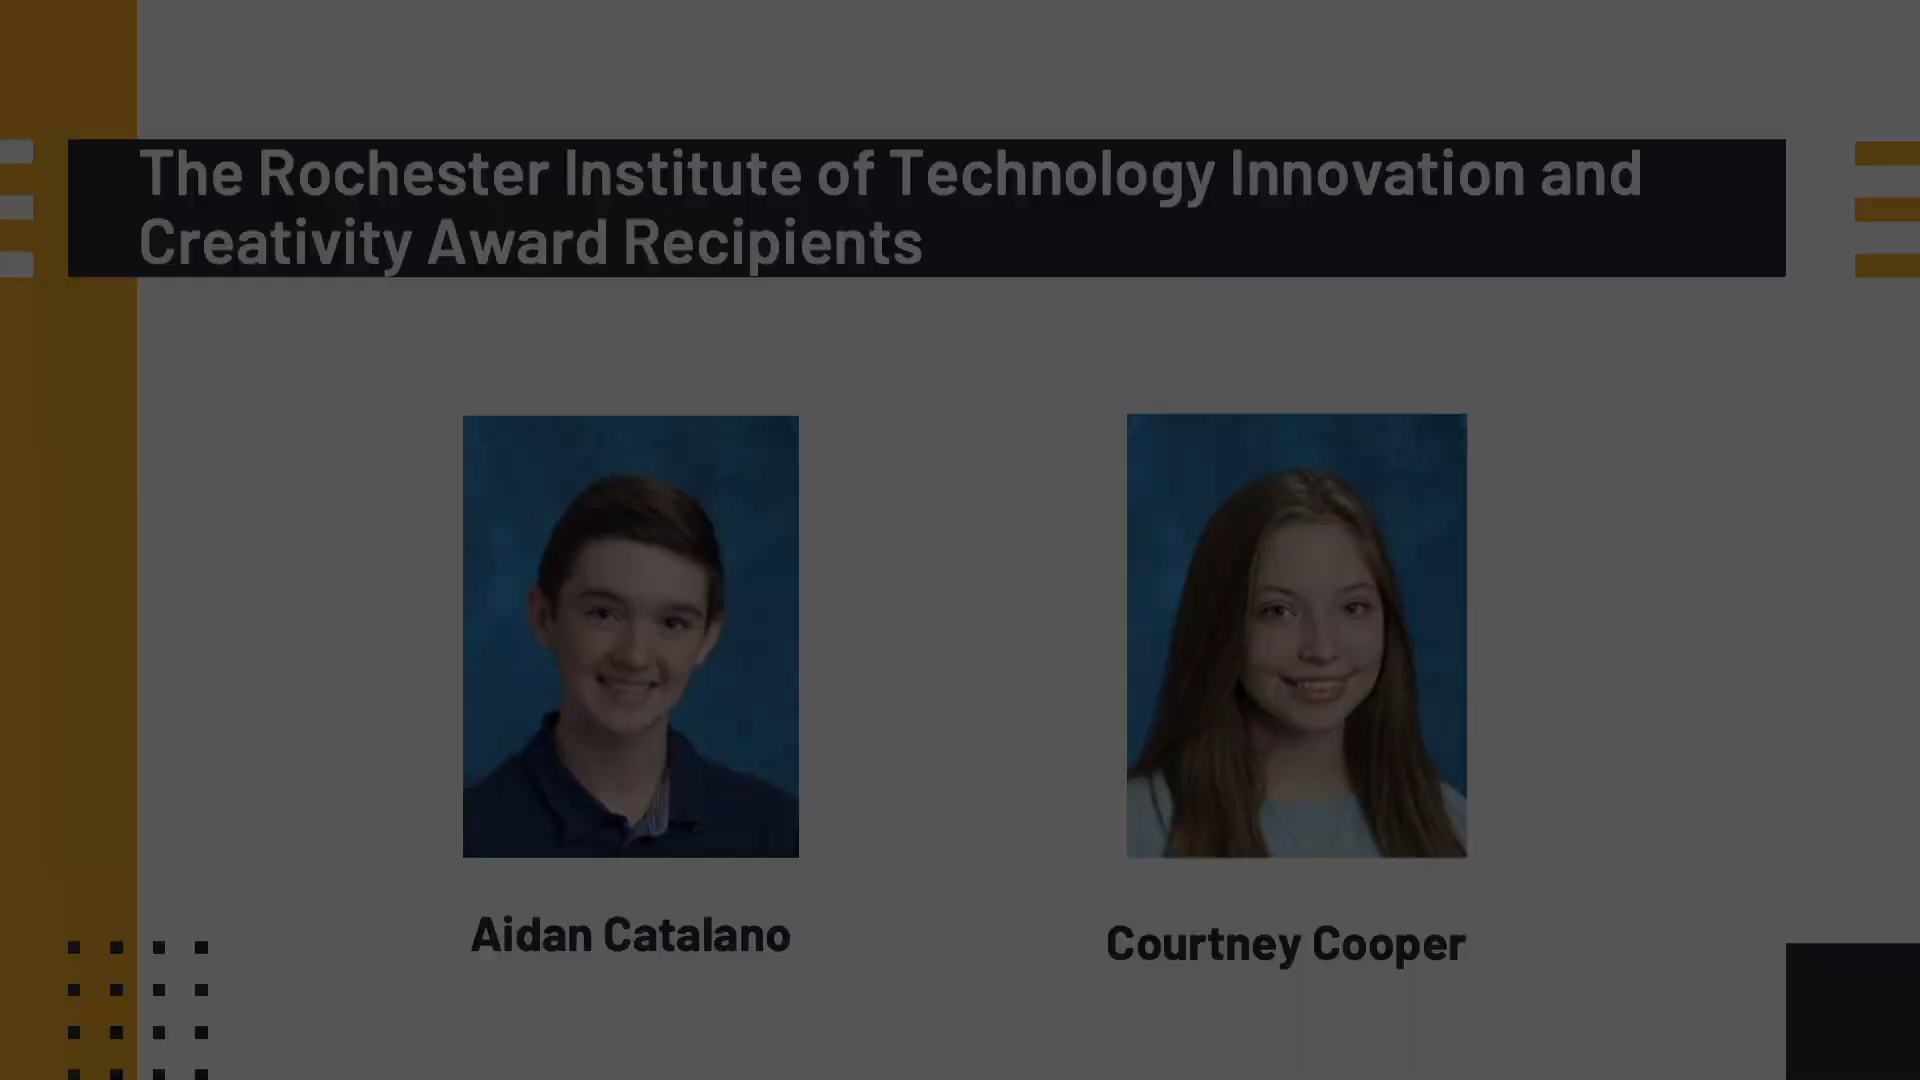 The Rochester Institute of Technology Innovation and
Creativity Award Recipients
Aidan Catalano
Courtney Cooper